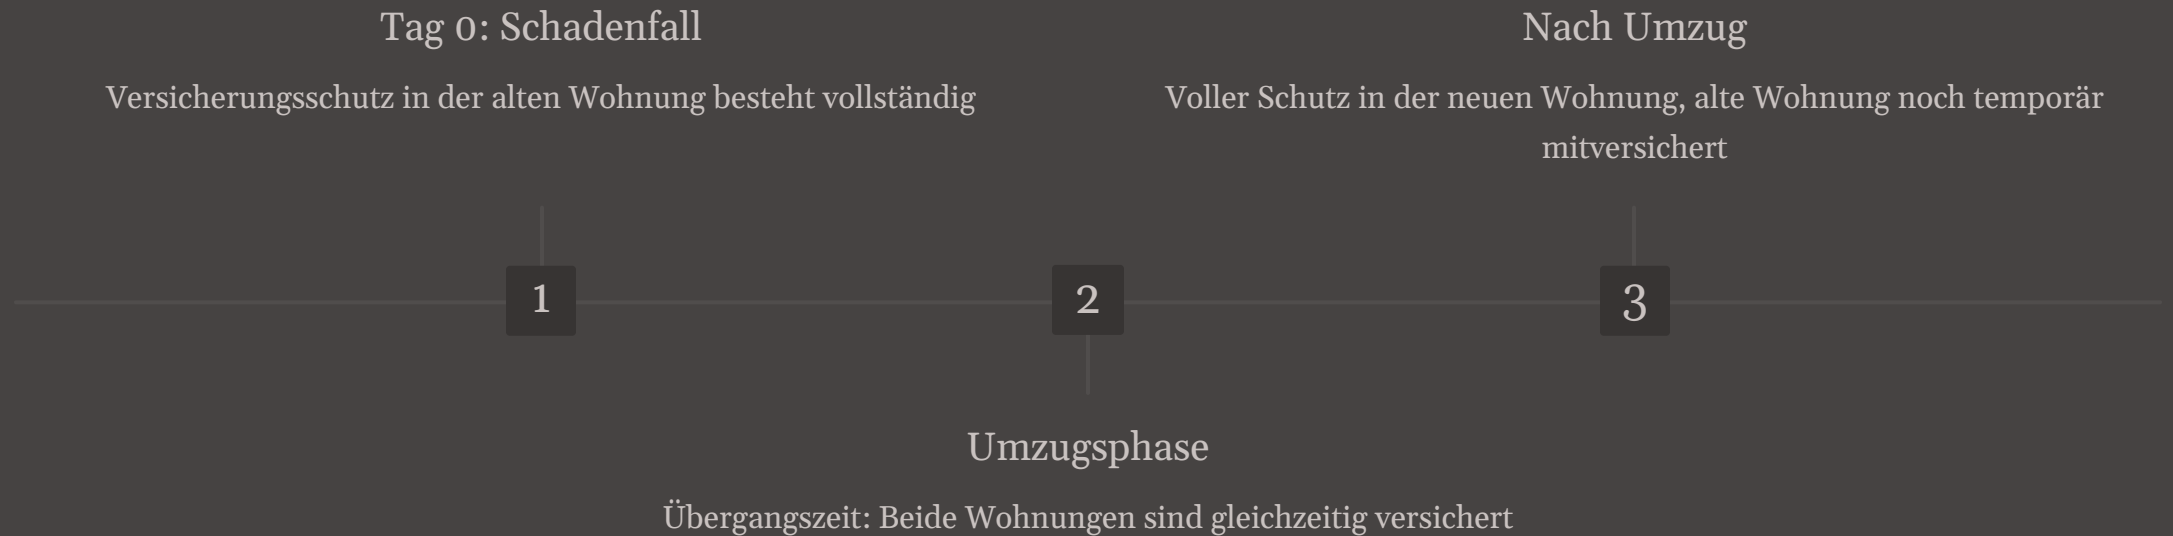 Tag 0: Schadenfall
Versicherungsschutz in der alten Wohnung besteht vollständig
Nach Umzug
Voller Schutz in der neuen Wohnung, alte Wohnung noch temporär
mitversichert
1
2
3
Umzugsphase
Übergangszeit: Beide Wohnungen sind gleichzeitig versichert